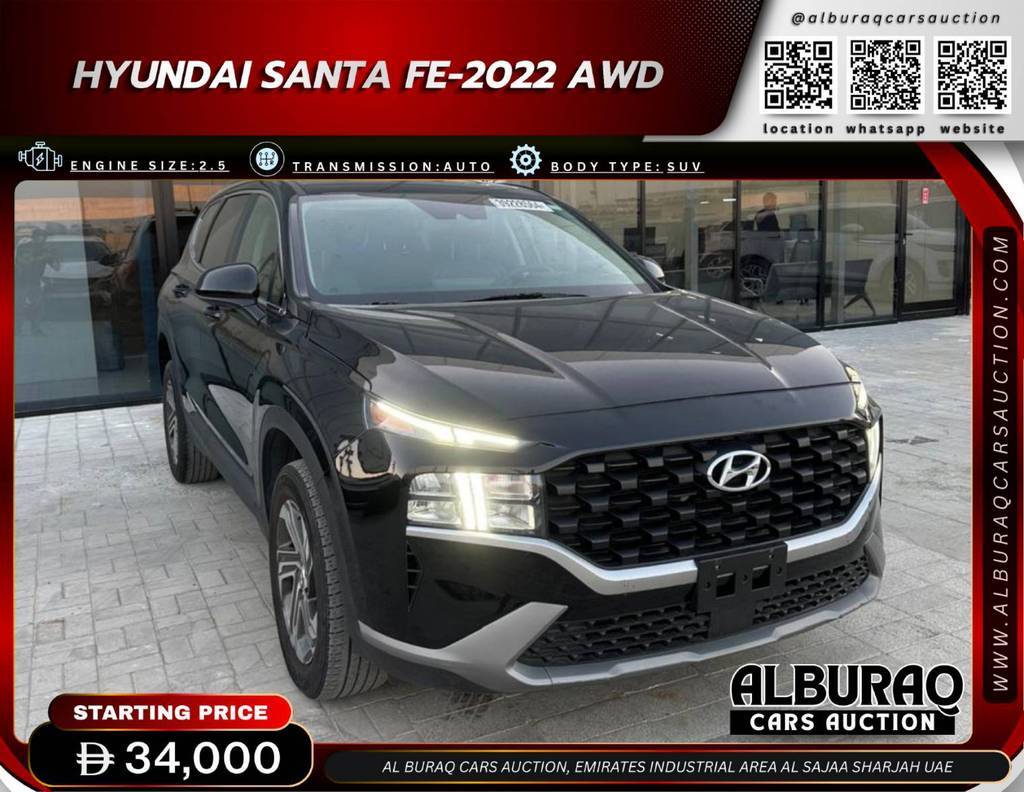 @alburaqcarsauction
HYUNDAI SANTA FE-2022 AWD
location whatsapp website
ENGINE SIZE:2.5 TRANSMISSION:AUTO BODY TYPE: SUV
WWW.ALBURAQCARSAUCTION.COM
ALBURAQ
CARS AUCTION
STARTING PRICE
34,000
AL BURAQ CARS AUCTION, EMIRATES INDUSTRIAL AREA AL SAJAA SHARJAH UAE